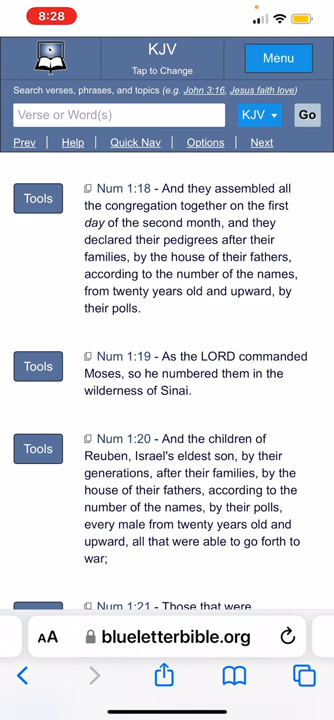 8:28
KJV
Tap to Change
Menu
Search verses, phrases, and topics (e.g. John 3:16, Jesus faith love)
Verse or Word(s)
KJV
Go
Prev | Help | Quick Nav | Options | Next
Tools
Num 1:18 - And they assembled all
the congregation together on the first
day of the second month, and they
declared their pedigrees after their
families, by the house of their fathers,
according to the number of the names,
from twenty years old and upward, by
their polls.
Tools
Num 1:19 - As the LORD commanded
Moses, so he numbered them in the
wilderness of Sinai.
Tools
Num 1:20 - And the children of
Reuben, Israel's eldest son, by their
generations, after their families, by the
house of their fathers, according to the
number of the names, by their polls,
every male from twenty years old and
upward, all that were able to go forth to
war;
Num 1:21 - Those that were
AA
blueletterbible.org